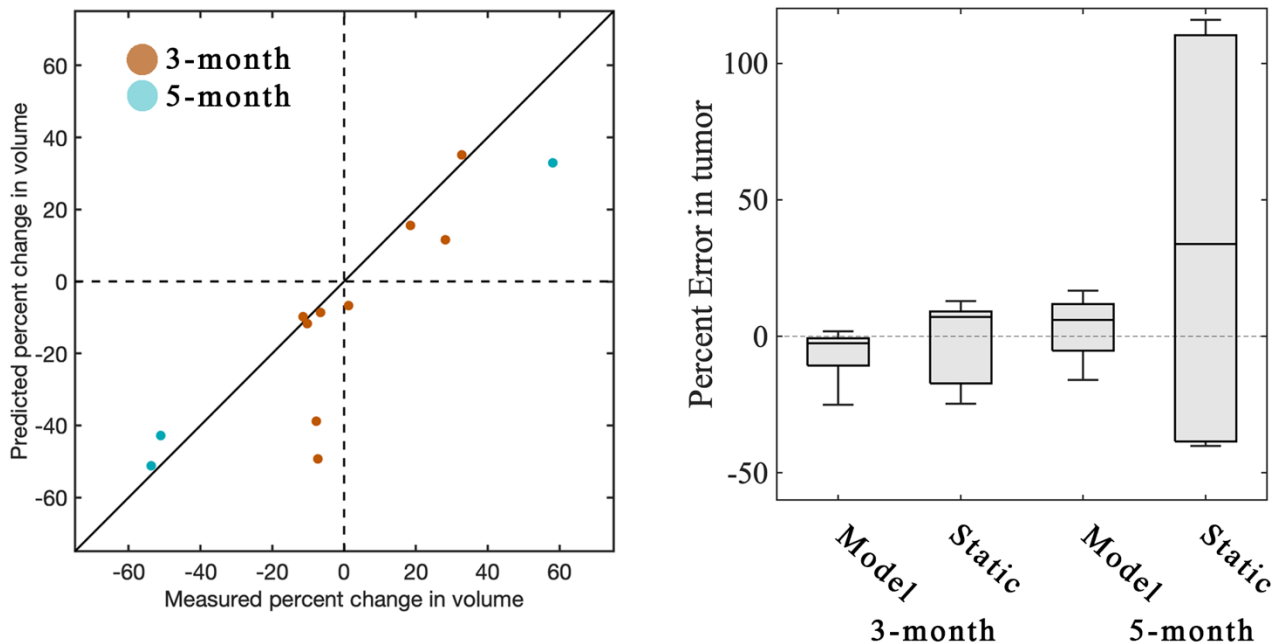 3-month
5-month
Predicted percent change in volume
60
40
20
0
-20
-40
-60
-60
-40
-20
0
20
40
60
Measured percent change in volume
Percent Error in tumor
100
50
0
-50
Model
Static
Model
Static
3-month
5-month